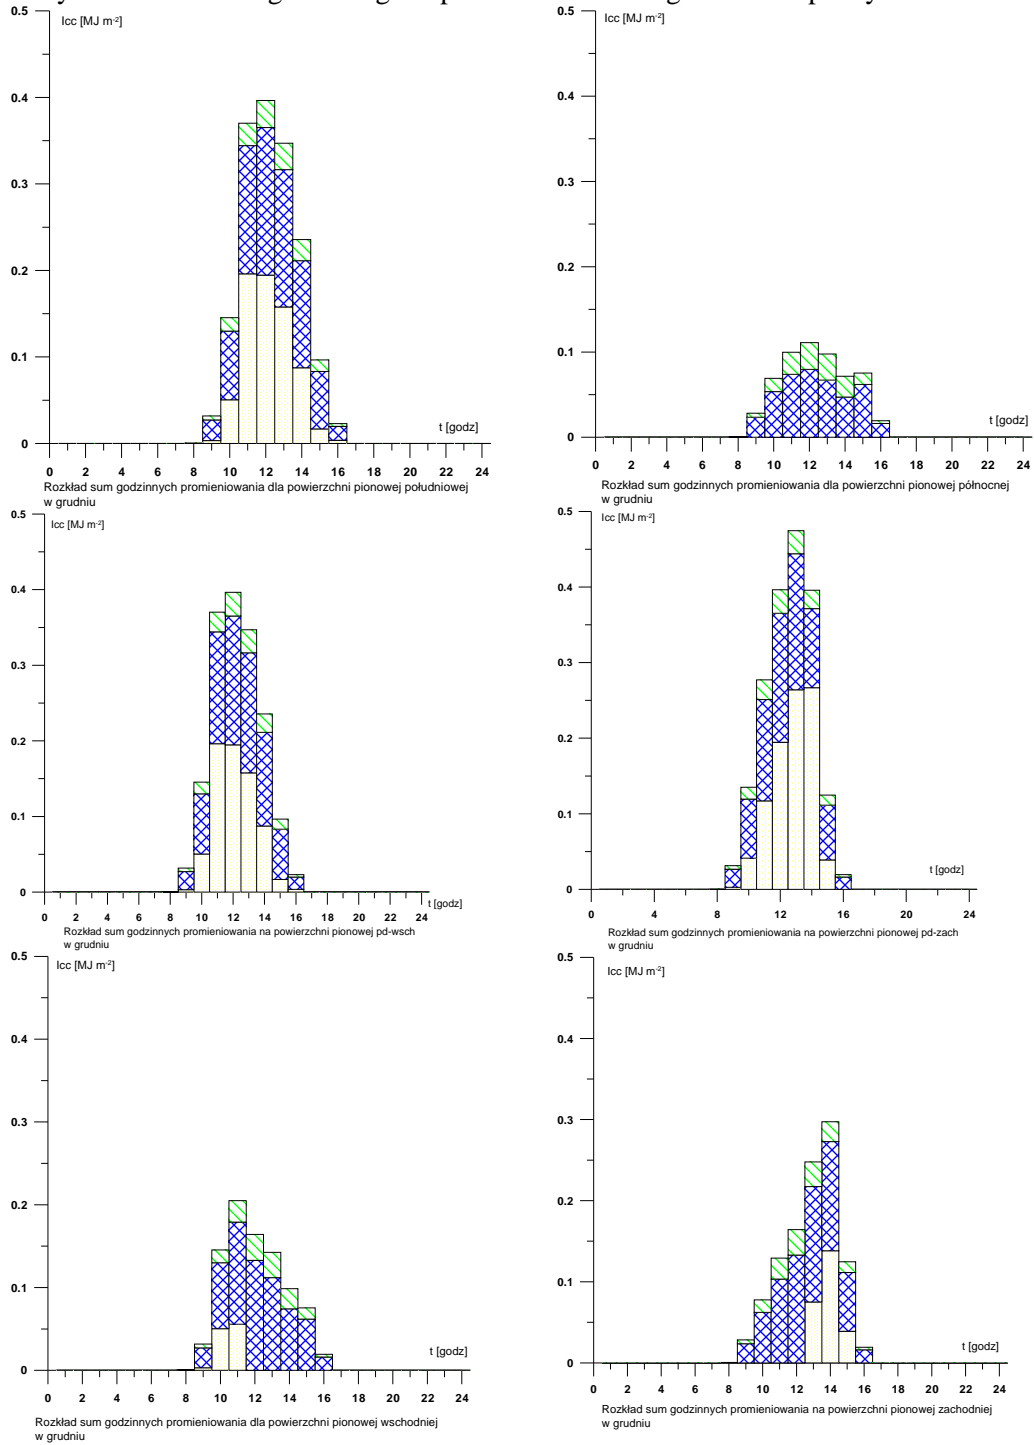 Icc [MJ m-2]
0.5
0.4
0.3
0.2
0.1
0
t [godz]
0 2 4 6 8 10 12 14 16 18 20 22 24
Rozkład sum godzinnych promieniowania dla powierzchni pionowej południowej
w grudniu
Icc [MJ m-2]
0.5
0.4
0.3
0.2
0.1
0
t [godz]
0 2 4 6 8 10 12 14 16 18 20 22 24
Rozkład sum godzinnych promieniowania dla powierzchni pionowej północnej
w grudniu
Icc [MJ m-2]
0.5
0.4
0.3
0.2
0.1
0
t [godz]
0 2 4 6 8 10 12 14 16 18 20 22 24
Rozkład sum godzinnych promieniowania na powierzchni pionowej pd-wsch
w grudniu
Icc [MJ m-2]
0.5
0.4
0.3
0.2
0.1
0
t [godz]
0 4 8 12 16 20 24
Rozkład sum godzinnych promieniowania na powierzchni pionowej pd-zach
w grudniu
Icc [MJ m-2]
0.5
0.4
0.3
0.2
0.1
0
t [godz]
0 2 4 6 8 10 12 14 16 18 20 22 24
Rozkład sum godzinnych promieniowania dla powierzchni pionowej wschodniej
w grudniu
Icc [MJ m-2]
0.5
0.4
0.3
0.2
0.1
0
t [godz]
0 2 4 6 8 10 12 14 16 18 20 22 24
Rozkład sum godzinnych promieniowania na powierzchni pionowej zachodniej
w grudniu